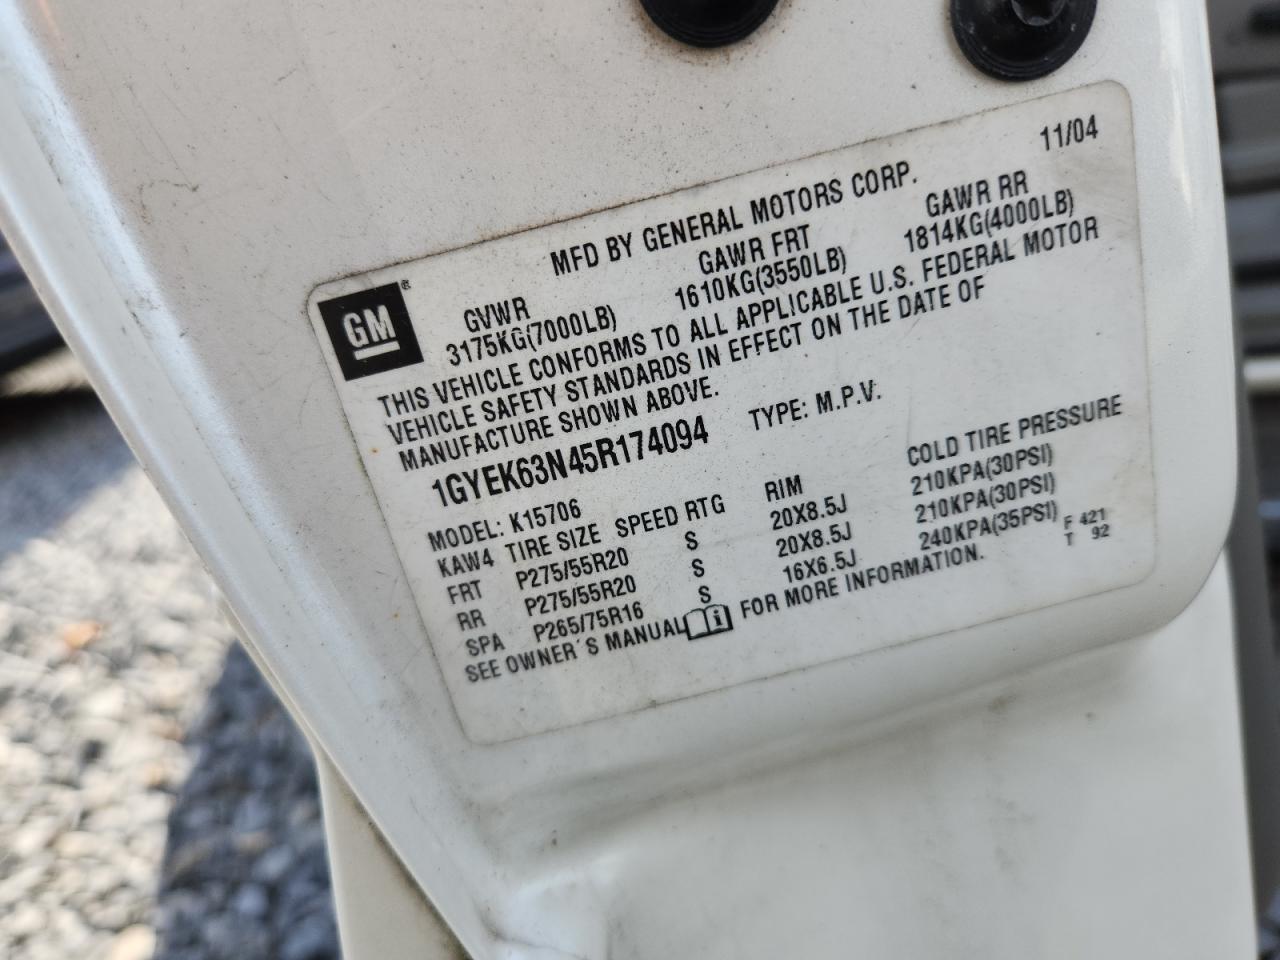 11/04
MFD BY GENERAL MOTORS CORP.
GVWR GAWR FRT GAWR RR
3175KG(7000LB) 1610KG(3550LB) 1814KG(4000LB)
GM®
THIS VEHICLE CONFORMS TO ALL APPLICABLE U.S. FEDERAL MOTOR
VEHICLE SAFETY STANDARDS IN EFFECT ON THE DATE OF
MANUFACTURE SHOWN ABOVE.
1GYEK63N45R174094 TYPE: M.P.V.
MODEL: K15706
KAW4 TIRE SIZE SPEED RTG RIM COLD TIRE PRESSURE
FRT P275/55R20 S 20X8.5J 210KPA(30PSI)
RR P275/55R20 S 20X8.5J 210KPA(30PSI)
SPA P265/75R16 S 16X6.5J 240KPA(35PSI)
SEE OWNER'S MANUAL i FOR MORE INFORMATION.
F 421
T 92